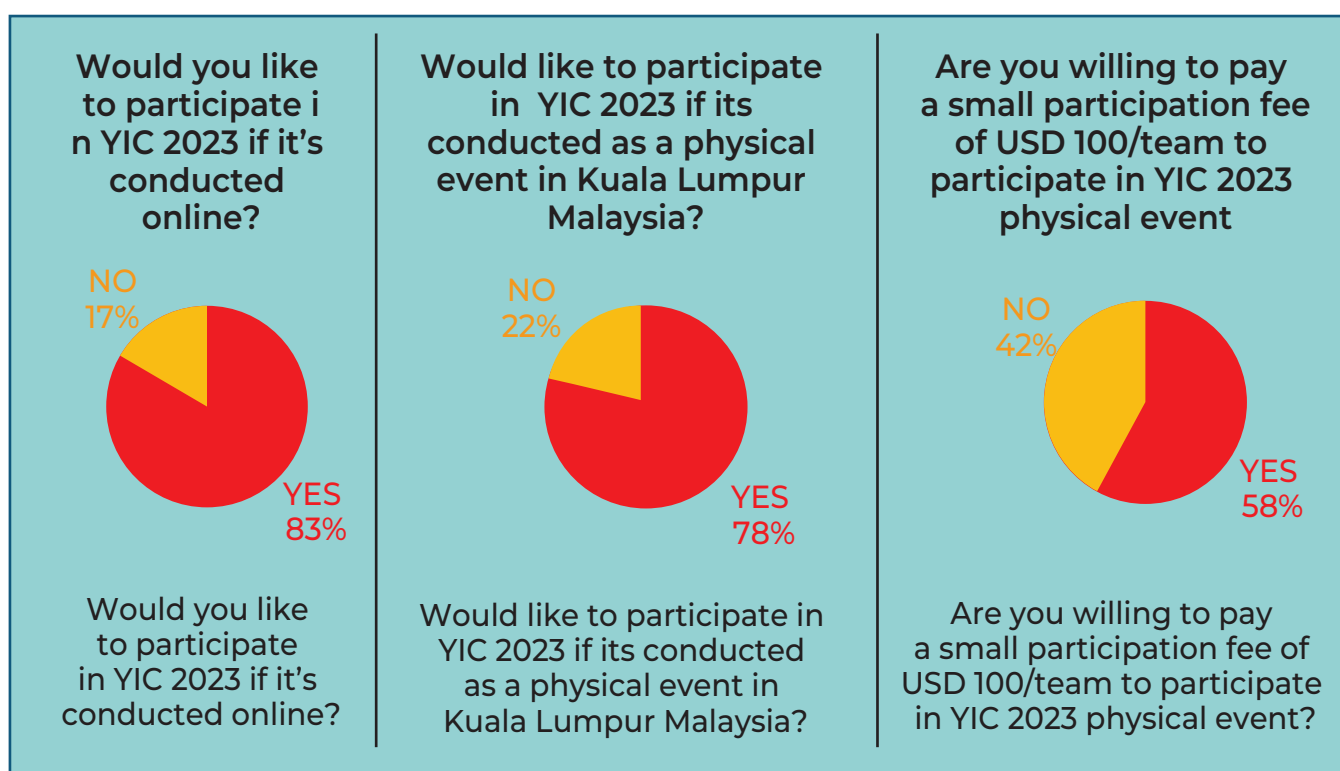 Would you like
to participate i
n YIC 2023 if it's
conducted
online?
NO
17%
YES
83%
Would you like
to participate
in YIC 2023 if it's
conducted online?
Would like to participate
in YIC 2023 if its
conducted as a physical
event in Kuala Lumpur
Malaysia?
NO
22%
YES
78%
Would like to participate in
YIC 2023 if its conducted
as a physical event in
Kuala Lumpur Malaysia?
Are you willing to pay
a small participation fee
of USD 100/team to
participate in YIC 2023
physical event
NO
42%
YES
58%
Are you willing to pay
a small participation fee of
USD 100/team to participate
in YIC 2023 physical event?